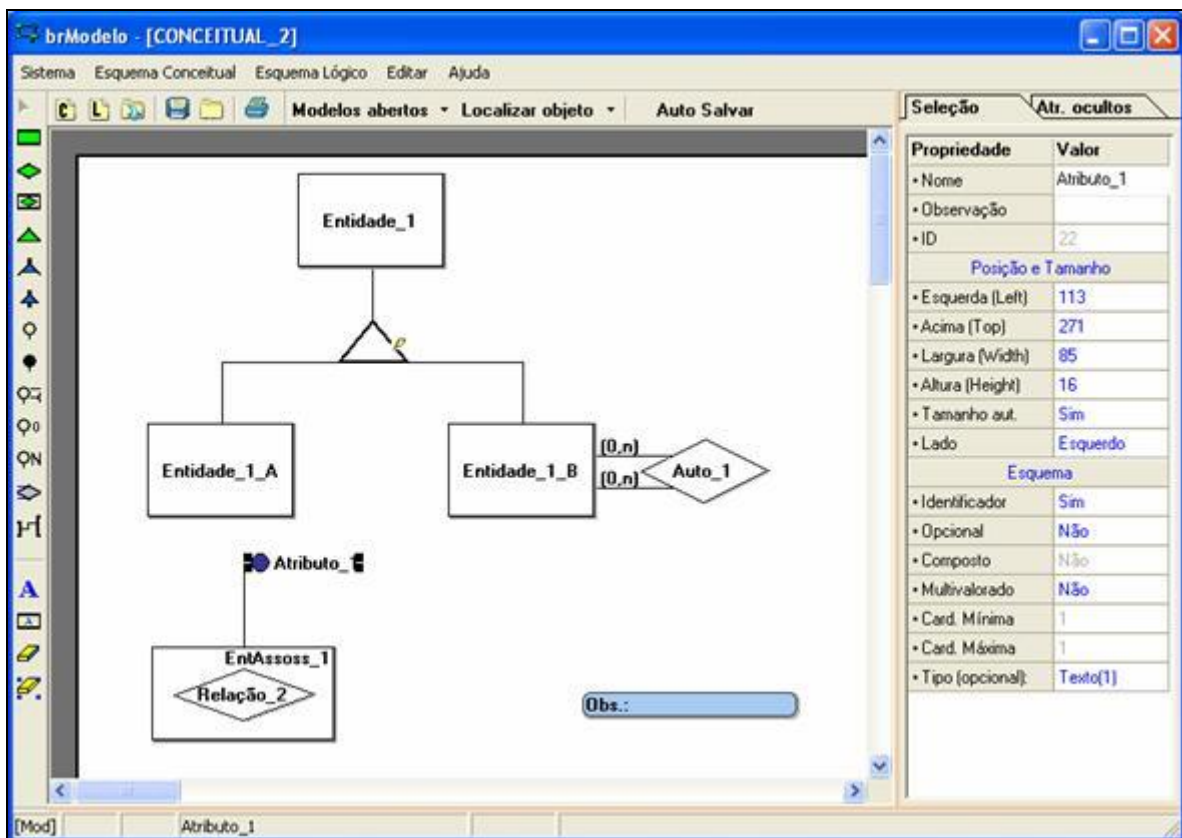 brModelo - [CONCEITUAL_2]
Sistema Esquema Conceitual Esquema Lógico Editar Ajuda
C L Modelos abertos Localizar objeto Auto Salvar
Entidade_1
p
Entidade_1_A
Entidade_1_B
(0,n)
(0,n)
Auto_1
Atributo_1
EntAssoss_1
Relação_2
Obs.:
Seleção Atr. ocultos
Propriedade Valor
• Nome Atributo_1
• Observação
• ID 22
Posição e Tamanho
• Esquerda (Left) 113
• Acima (Top) 271
• Largura (Width) 85
• Altura (Height) 16
• Tamanho aut. Sim
• Lado Esquerdo
Esquema
• Identificador Sim
• Opcional Não
• Composto Não
• Multivalorado Não
• Card. Mínima 1
• Card. Máxima 1
• Tipo (opcional): Texto(1)
0
N
A
A
[Mod] Atributo_1